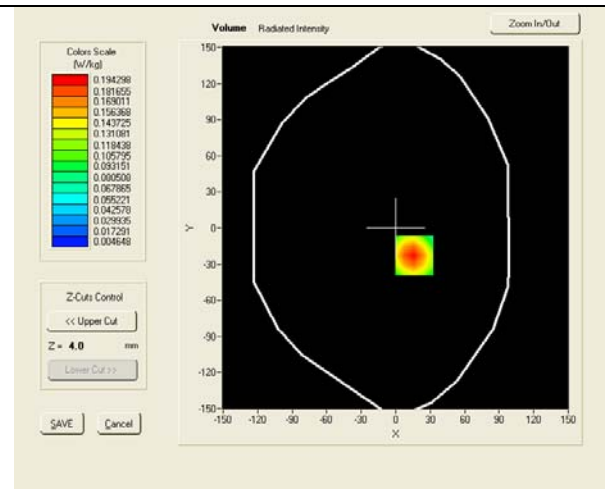 Volume Radiated Intensity
Zoom In/Out
Colors Scale
(W/kg)
0.194298
0.181655
0.169011
0.156368
0.143725
0.131081
0.118438
0.105795
0.093151
0.080508
0.067865
0.055221
0.042578
0.029935
0.017291
0.004648
Z-Cuts Control
<< Upper Cut
Z = 4.0 mm
Lower Cut >>
SAVE Cancel
150
120
90
60
30
0
-30
-60
-90
-120
-150
Y
-150 -120 -90 -60 -30 0 30 60 90 120 150
X